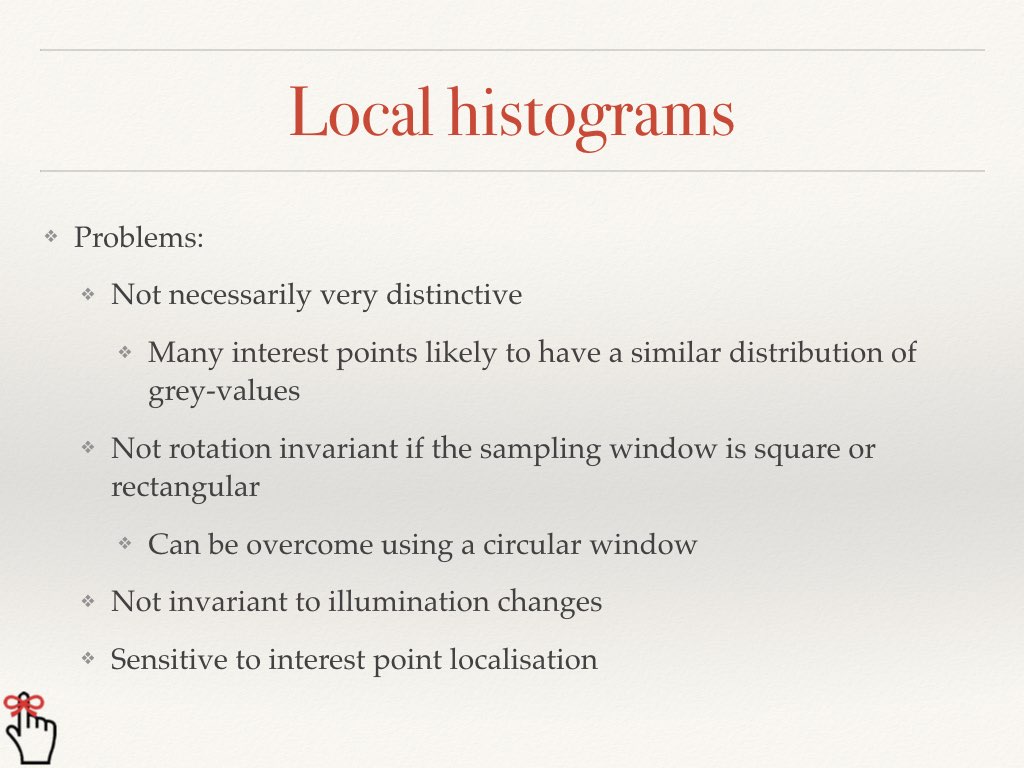 Local histograms
Problems:
Not necessarily very distinctive
Many interest points likely to have a similar distribution of
grey-values
Not rotation invariant if the sampling window is square or
rectangular
Can be overcome using a circular window
Not invariant to illumination changes
Sensitive to interest point localisation